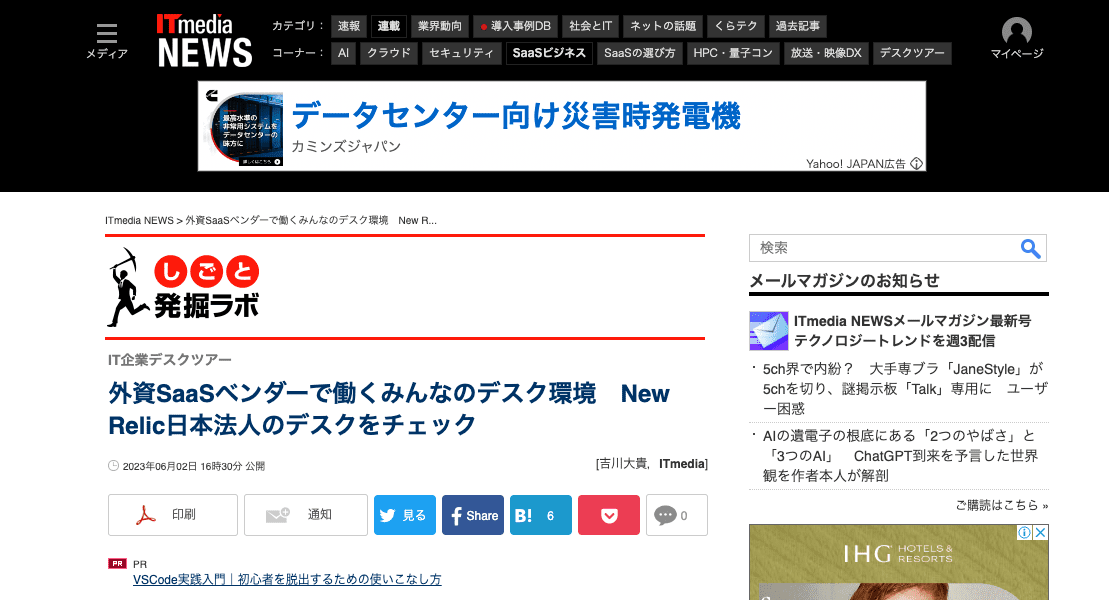 メディア
ITmedia
NEWS
カテゴリ： 速報 連載 業界動向 導入事例DB 社会とIT ネットの話題 くらテク 過去記事
コーナー： AI クラウド セキュリティ SaaSビジネス SaaSの選び方 HPC・量子コン 放送・映像DX デスクツアー
マイページ
最高水準の
非常用システムを
データセンターの
味方に
詳しくはこちら
データセンター向け災害時発電機
カミンズジャパン
Yahoo! JAPAN広告
ITmedia NEWS > 外資SaaSベンダーで働くみんなのデスク環境 New R...
しごと
発掘ラボ
IT企業デスクツアー
外資SaaSベンダーで働くみんなのデスク環境 New
Relic日本法人のデスクをチェック
2023年06月02日 16時30分 公開
[吉川大貴, ITmedia]
印刷 通知 見る Share B! 6 0
PR PR
VSCode実践入門｜初心者を脱出するための使いこなし方
検索
メールマガジンのお知らせ
ITmedia NEWSメールマガジン最新号
テクノロジートレンドを週3配信
・5ch界で内紛？ 大手専ブラ「JaneStyle」が
5chを切り、謎掲示板「Talk」専用に ユーザ
ー困惑
・AIの遺電子の根底にある「2つのやばさ」と
「3つのAI」 ChatGPT到来を予言した世界
観を作者本人が解剖
ご購読はこちら »
IHG HOTELS &
RESORTS